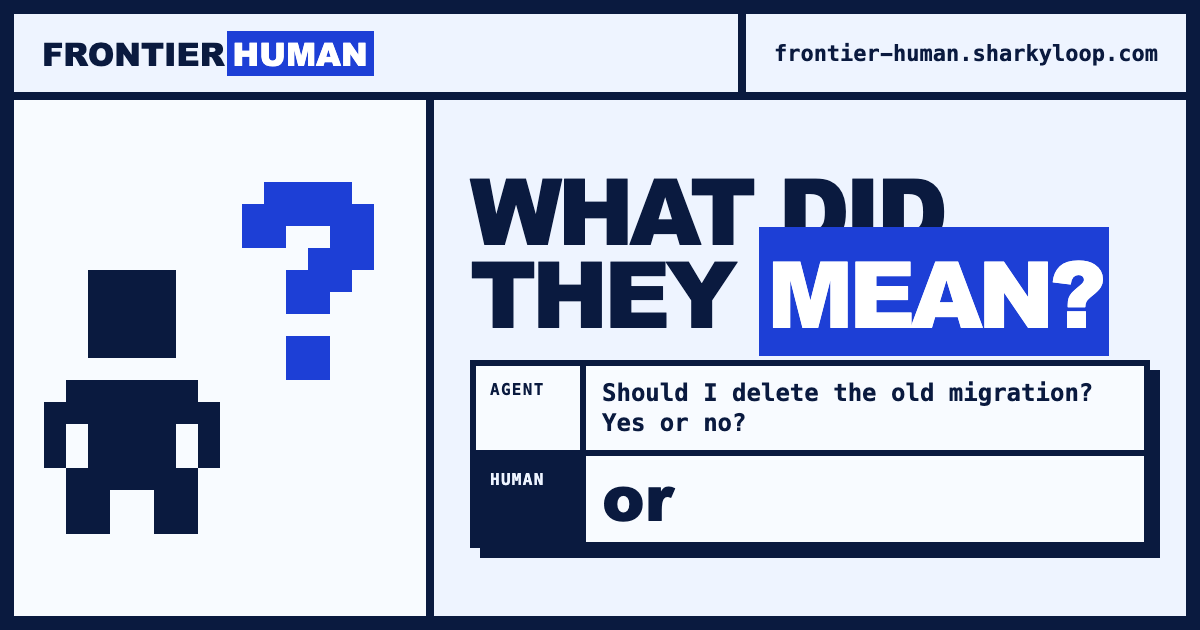 FRONTIER HUMAN
frontier-human.sharkyloop.com
WHAT DID
THEY MEAN?
AGENT
Should I delete the old migration?
Yes or no?
HUMAN
or